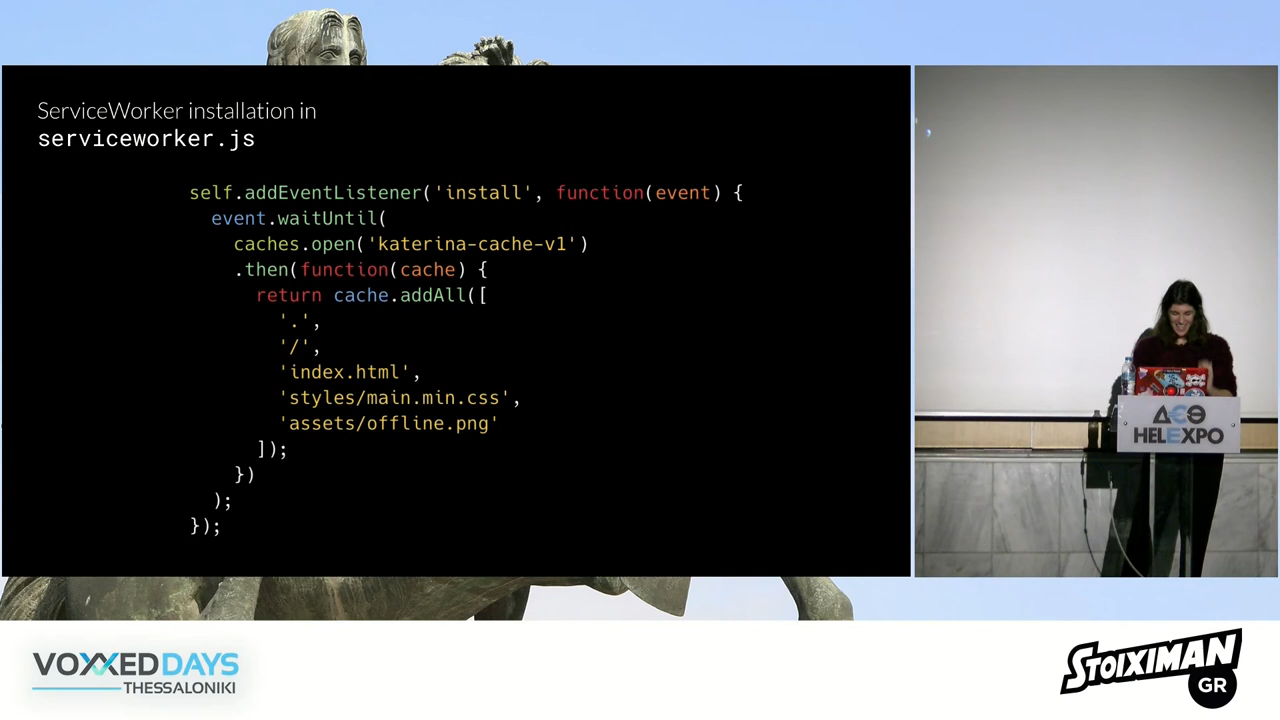 ServiceWorker installation in
serviceworker.js
self.addEventListener('install', function(event) {
event.waitUntil(
caches.open('katerina-cache-v1')
.then(function(cache) {
return cache.addAll([
'.',
'/',
'index.html',
'styles/main.min.css',
'assets/offline.png'
]);
})
);
});
ΔΕΘ
HELEXPO
VOXXED DAYS
THESSALONIKI
STOIXIMAN
GR